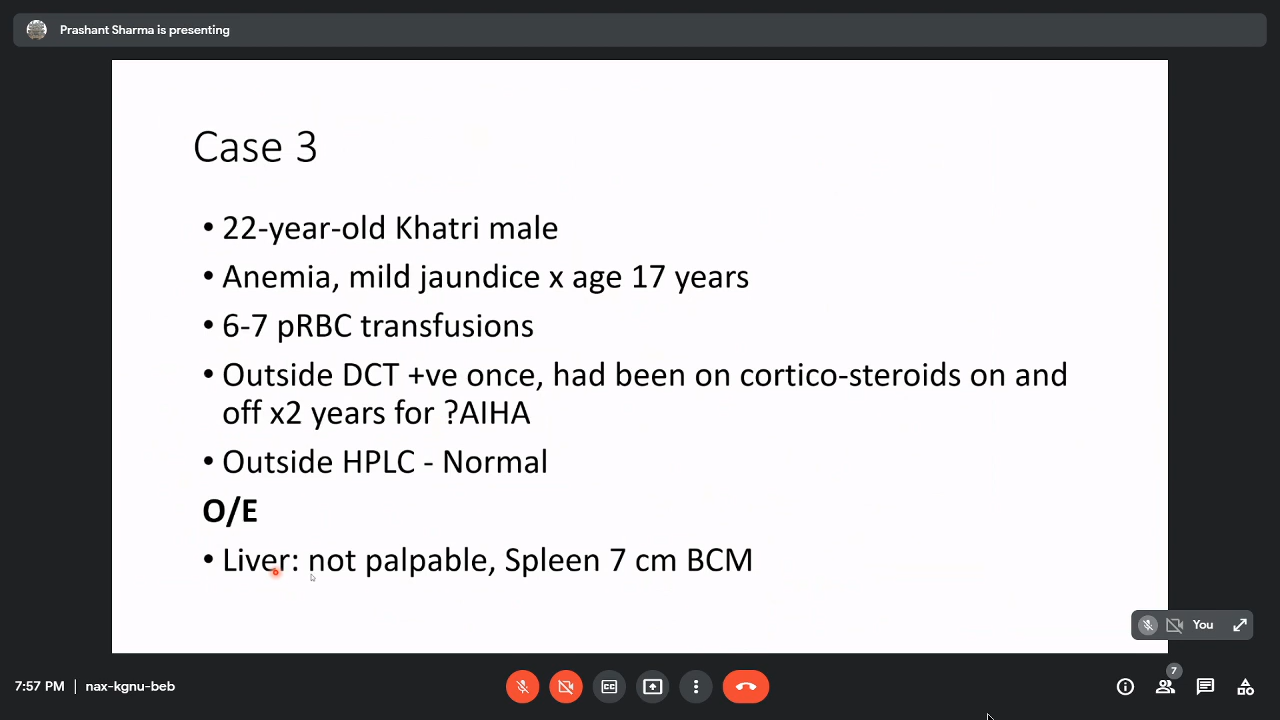 Prashant Sharma is presenting
Case 3
• 22-year-old Khatri male
• Anemia, mild jaundice x age 17 years
• 6-7 pRBC transfusions
• Outside DCT +ve once, had been on cortico-steroids on and
off x2 years for ?AIHA
• Outside HPLC - Normal
O/E
• Liver: not palpable, Spleen 7 cm BCM
You
7:57 PM | nax-kgnu-beb
7